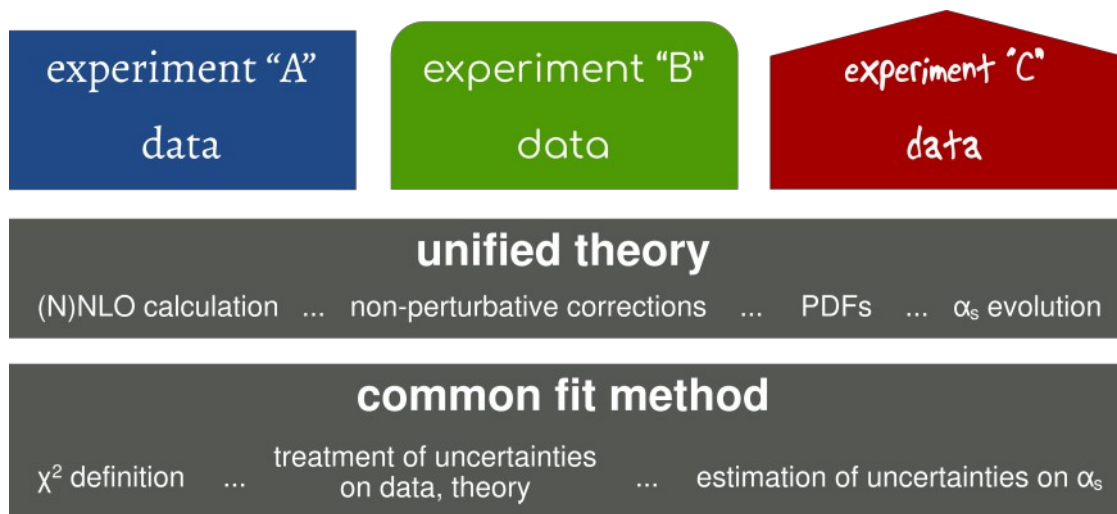 experiment “A”
data
experiment “B”
data
experiment “C”
data
unified theory
(N)NLO calculation ... non-perturbative corrections ... PDFs ... αₛ evolution
common fit method
χ² definition ... treatment of uncertainties
on data, theory ... estimation of uncertainties on αₛ